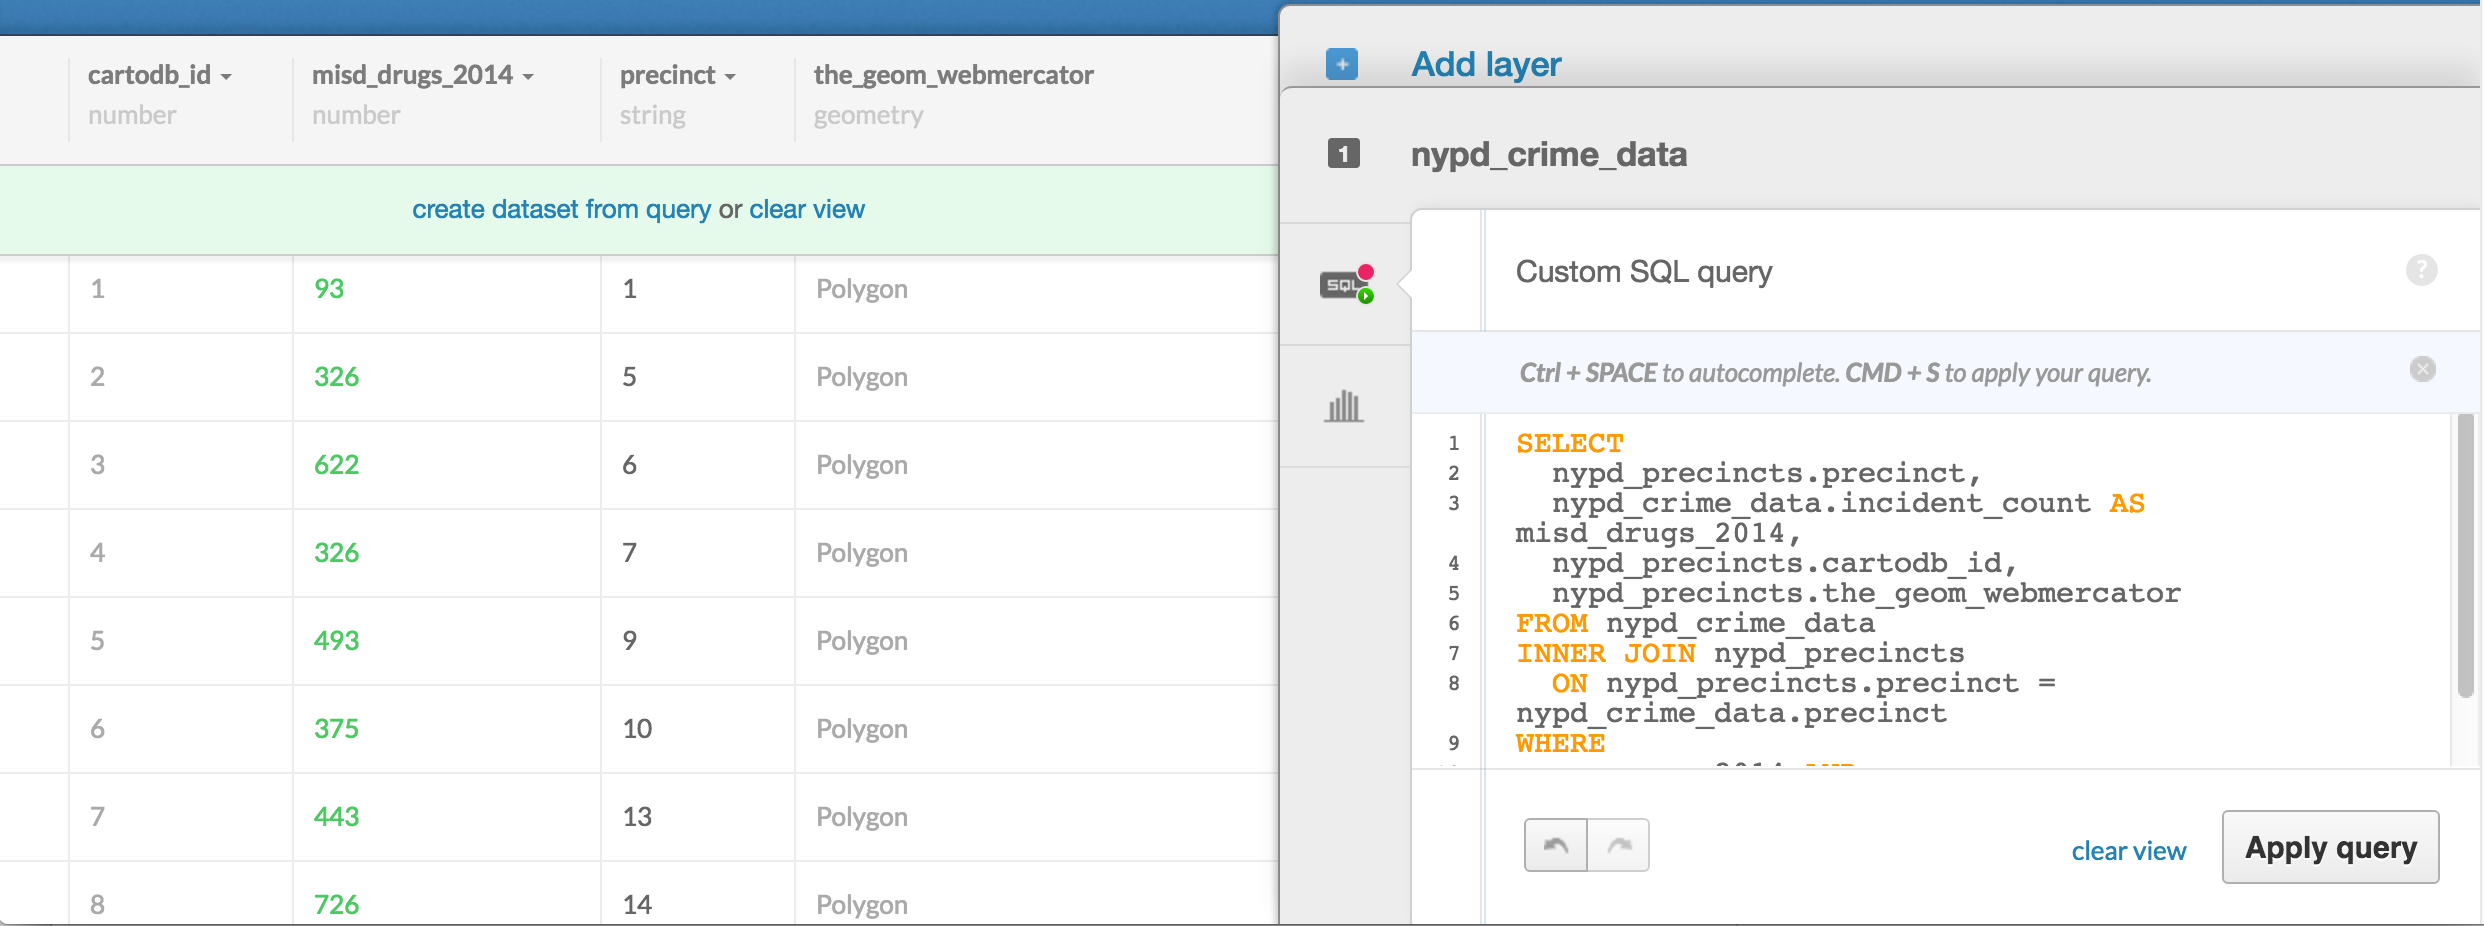 cartodb_id misd_drugs_2014 precinct the_geom_webmercator
number number string geometry
create dataset from query or clear view
1 93 1 Polygon
2 326 5 Polygon
3 622 6 Polygon
4 326 7 Polygon
5 493 9 Polygon
6 375 10 Polygon
7 443 13 Polygon
8 726 14 Polygon
+ Add layer
1 nypd_crime_data
SQL
Custom SQL query ?
Ctrl + SPACE to autocomplete. CMD + S to apply your query.
1 SELECT
2 nypd_precincts.precinct,
3 nypd_crime_data.incident_count AS
misd_drugs_2014,
4 nypd_precincts.cartodb_id,
5 nypd_precincts.the_geom_webmercator
6 FROM nypd_crime_data
7 INNER JOIN nypd_precincts
8 ON nypd_precincts.precinct =
nypd_crime_data.precinct
9 WHERE
clear view Apply query